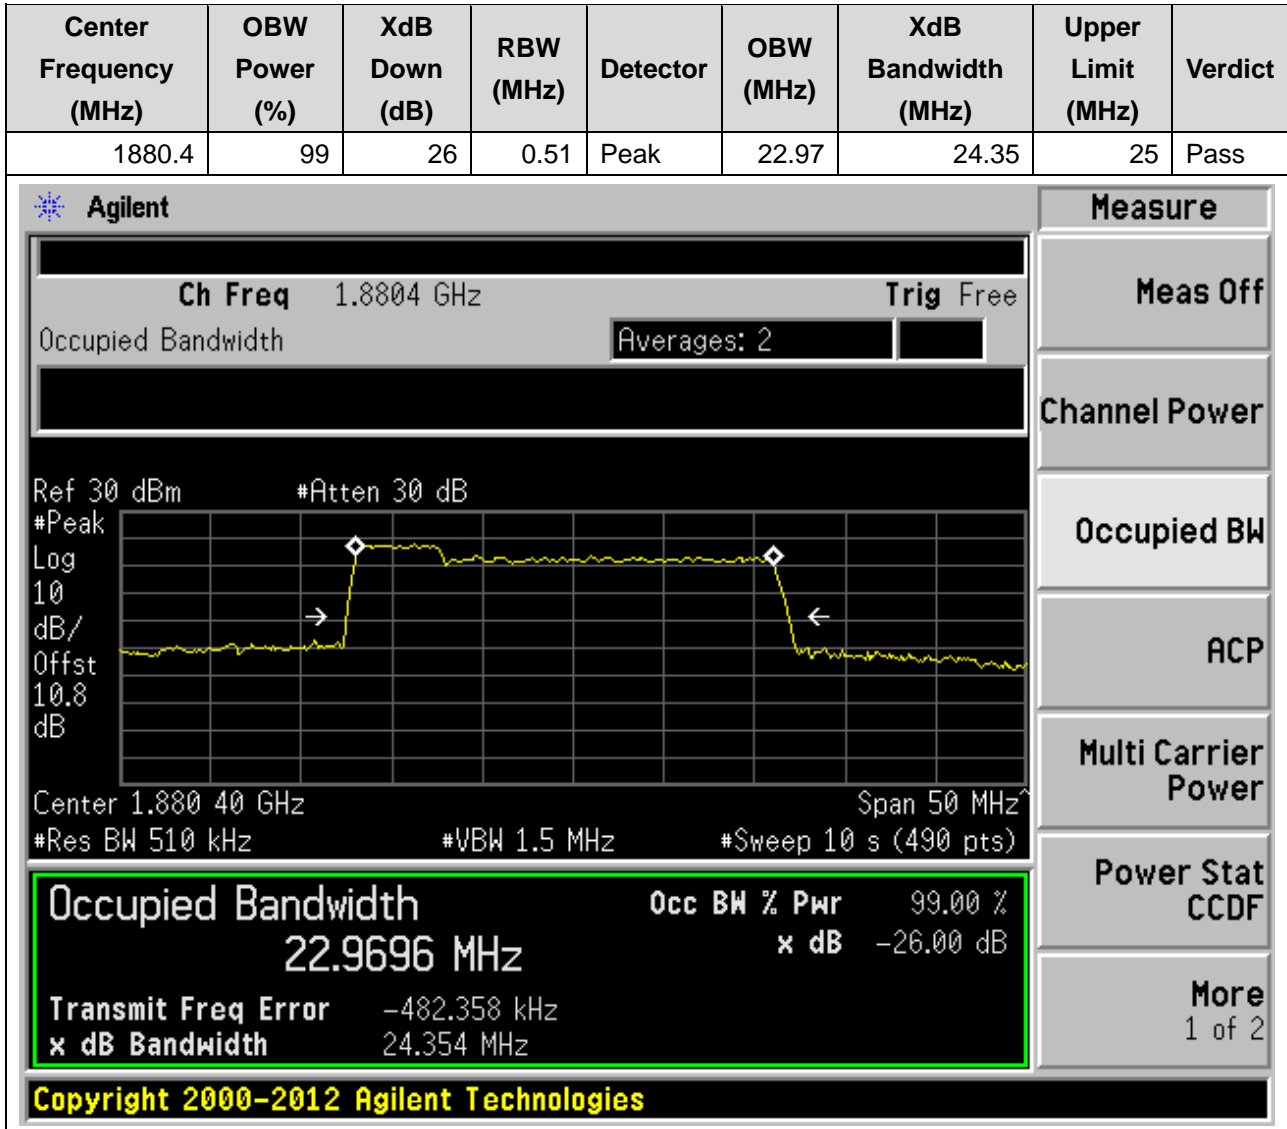 Center Frequency (MHz) OBW Power (%) XdB Down (dB) RBW (MHz) Detector OBW (MHz) XdB Bandwidth (MHz) Upper Limit (MHz) Verdict
1880.4 99 26 0.51 Peak 22.97 24.35 25 Pass
Agilent
Measure
Ch Freq 1.8804 GHz Trig Free
Occupied Bandwidth Averages: 2
Ref 30 dBm #Atten 30 dB
#Peak
Log
10
dB/
Offst
10.8
dB
Center 1.880 40 GHz Span 50 MHz^
#Res BW 510 kHz #VBW 1.5 MHz #Sweep 10 s (490 pts)
Occupied Bandwidth Occ BW % Pwr 99.00 %
22.9696 MHz x dB -26.00 dB
Transmit Freq Error -482.358 kHz
x dB Bandwidth 24.354 MHz
Meas Off
Channel Power
Occupied BW
ACP
Multi Carrier
Power
Power Stat
CCDF
More
1 of 2
Copyright 2000-2012 Agilent Technologies